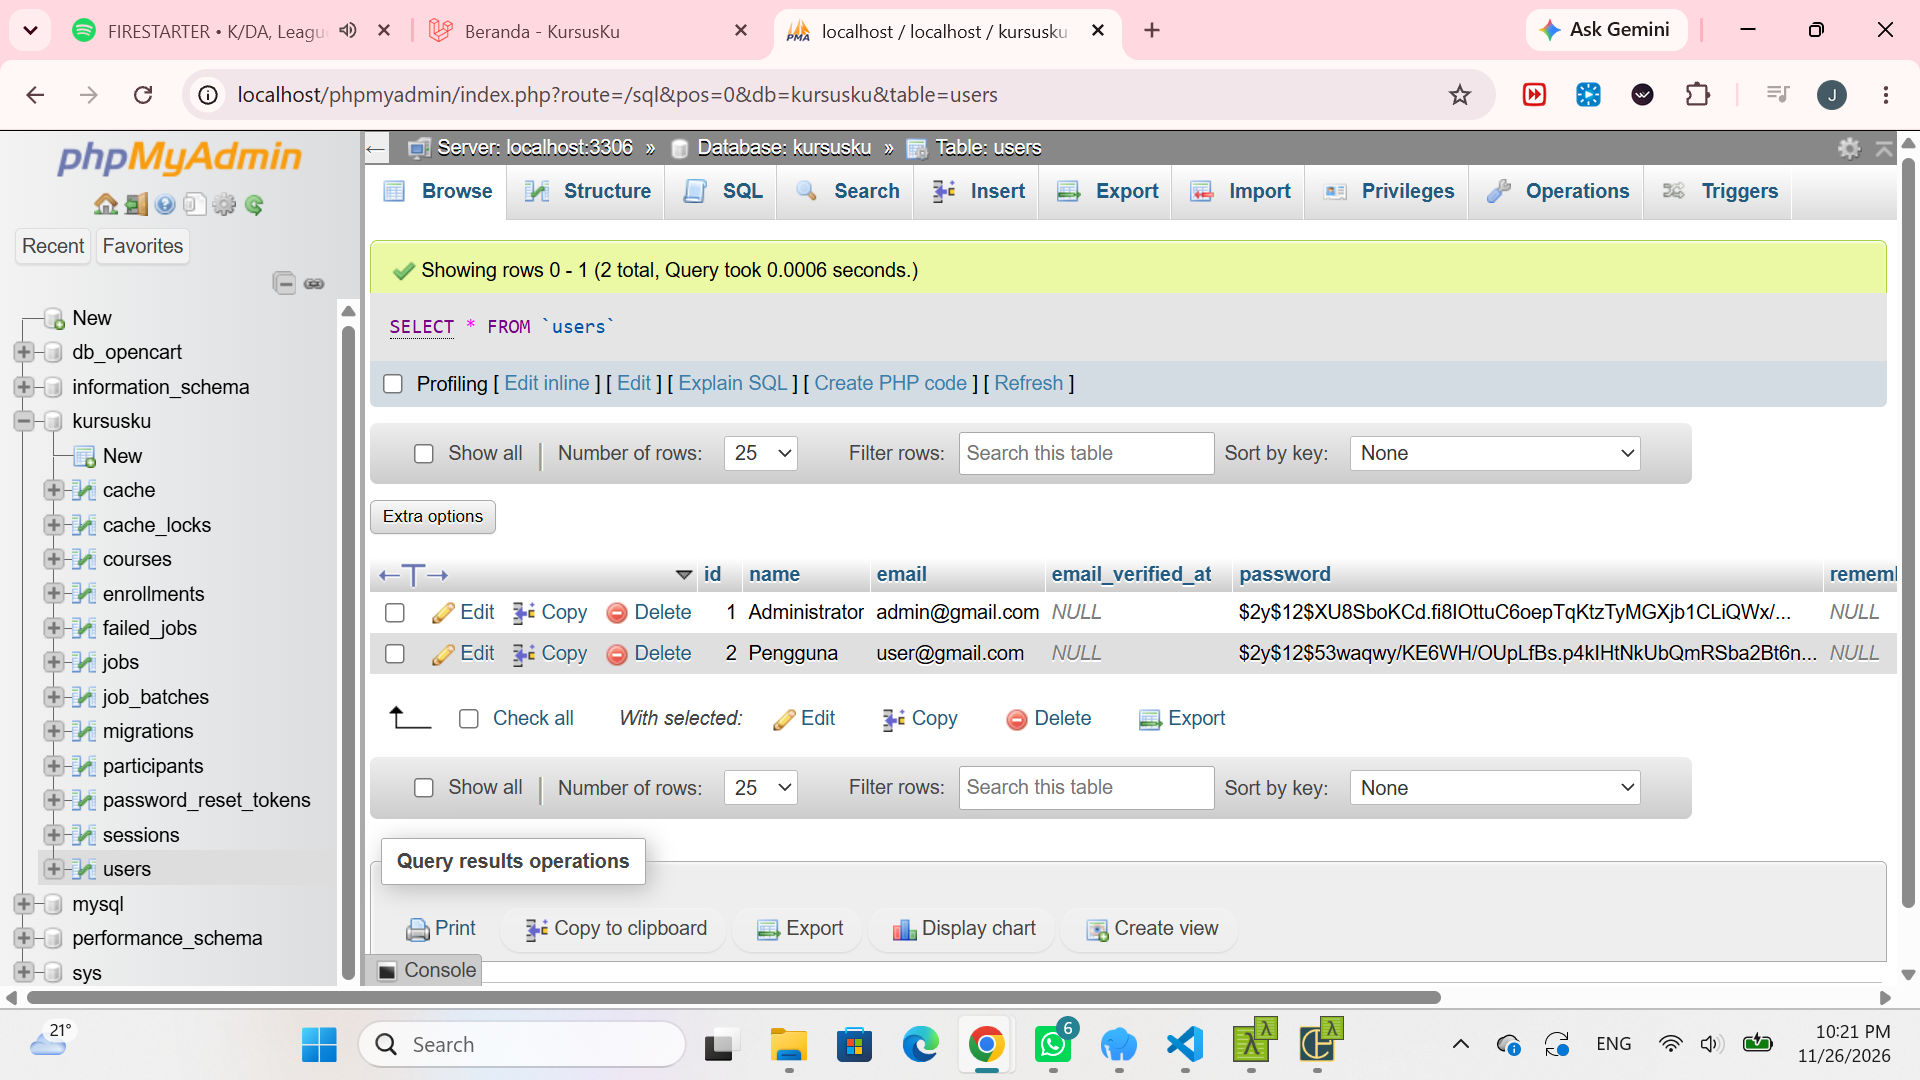 FIRESTARTER • K/DA, Leagu
Beranda - KursusKu
localhost / localhost / kursusku
Ask Gemini
localhost/phpmyadmin/index.php?route=/sql&pos=0&db=kursusku&table=users
J
phpMyAdmin
Recent
Favorites
New
db_opencart
information_schema
kursusku
New
cache
cache_locks
courses
enrollments
failed_jobs
jobs
job_batches
migrations
participants
password_reset_tokens
sessions
users
mysql
performance_schema
sys
Server: localhost:3306 » Database: kursusku » Table: users
Browse Structure SQL Search Insert Export Import Privileges Operations Triggers
Showing rows 0 - 1 (2 total, Query took 0.0006 seconds.)
SELECT * FROM `users`
Profiling [ Edit inline ] [ Edit ] [ Explain SQL ] [ Create PHP code ] [ Refresh ]
Show all Number of rows: 25 Filter rows: Search this table Sort by key: None
Extra options
id name email email_verified_at password rememl
Edit Copy Delete 1 Administrator admin@gmail.com NULL $2y$12$XU8SboKCd.fi8IOttuC6oepTqKtzTyMGXjb1CLiQWx/... NULL
Edit Copy Delete 2 Pengguna user@gmail.com NULL $2y$12$53waqwy/KE6WH/OUpLfBs.p4kIHtNkUbQmRSba2Bt6n... NULL
Check all With selected: Edit Copy Delete Export
Show all Number of rows: 25 Filter rows: Search this table Sort by key: None
Query results operations
Print Copy to clipboard Export Display chart Create view
Console
21°
Search
6
ENG
10:21 PM
11/26/2026